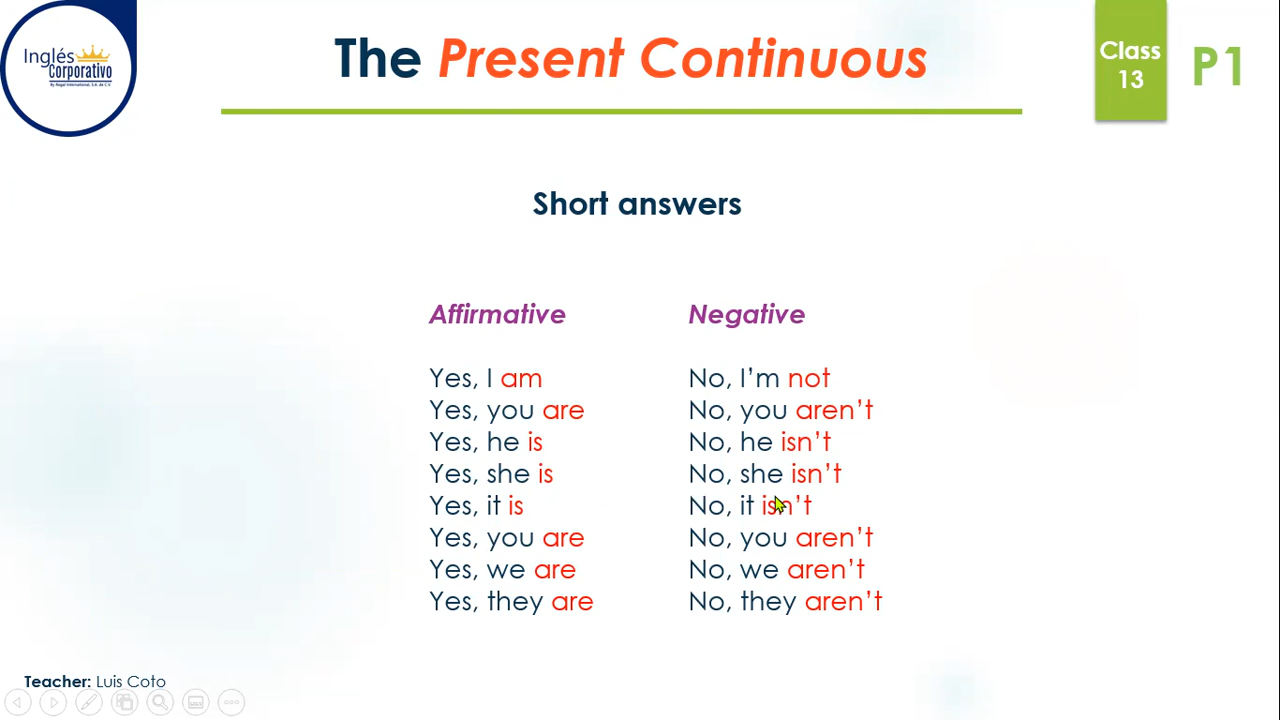 Inglés
Corporativo
By Regal International, S.A. de C.V
The Present Continuous
Class
13
P1
Short answers
Affirmative Negative
Yes, I am No, I’m not
Yes, you are No, you aren’t
Yes, he is No, he isn’t
Yes, she is No, she isn’t
Yes, it is No, it isn’t
Yes, you are No, you aren’t
Yes, we are No, we aren’t
Yes, they are No, they aren’t
Teacher: Luis Coto